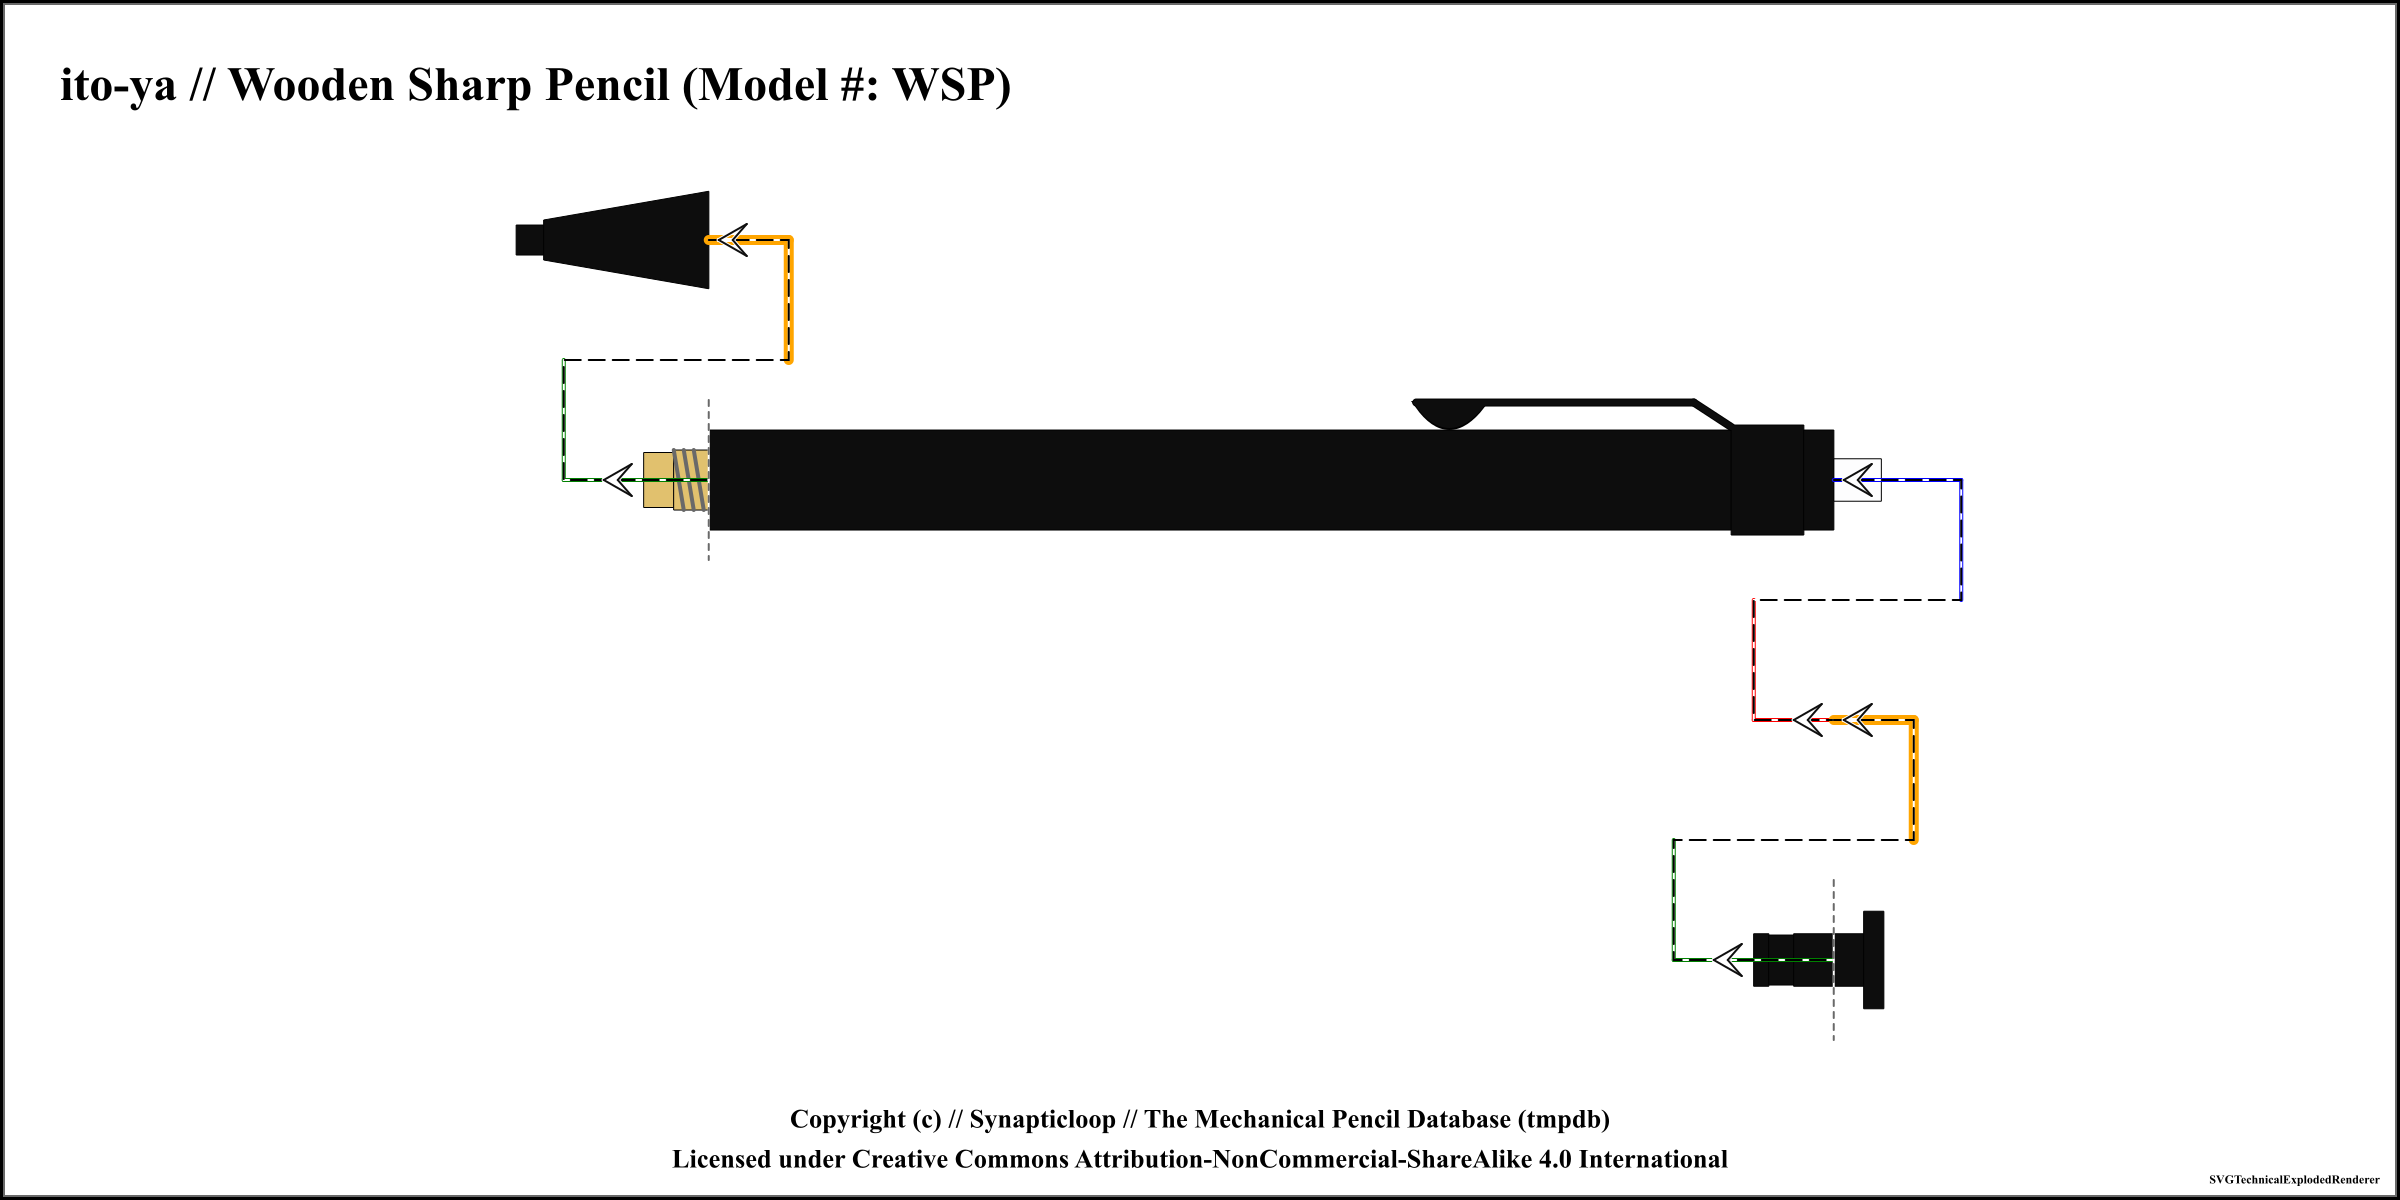 ito-ya // Wooden Sharp Pencil (Model #: WSP)
Copyright (c) // Synapticloop // The Mechanical Pencil Database (tmpdb)
Licensed under Creative Commons Attribution-NonCommercial-ShareAlike 4.0 International
SVGTechnicalExplodedRenderer